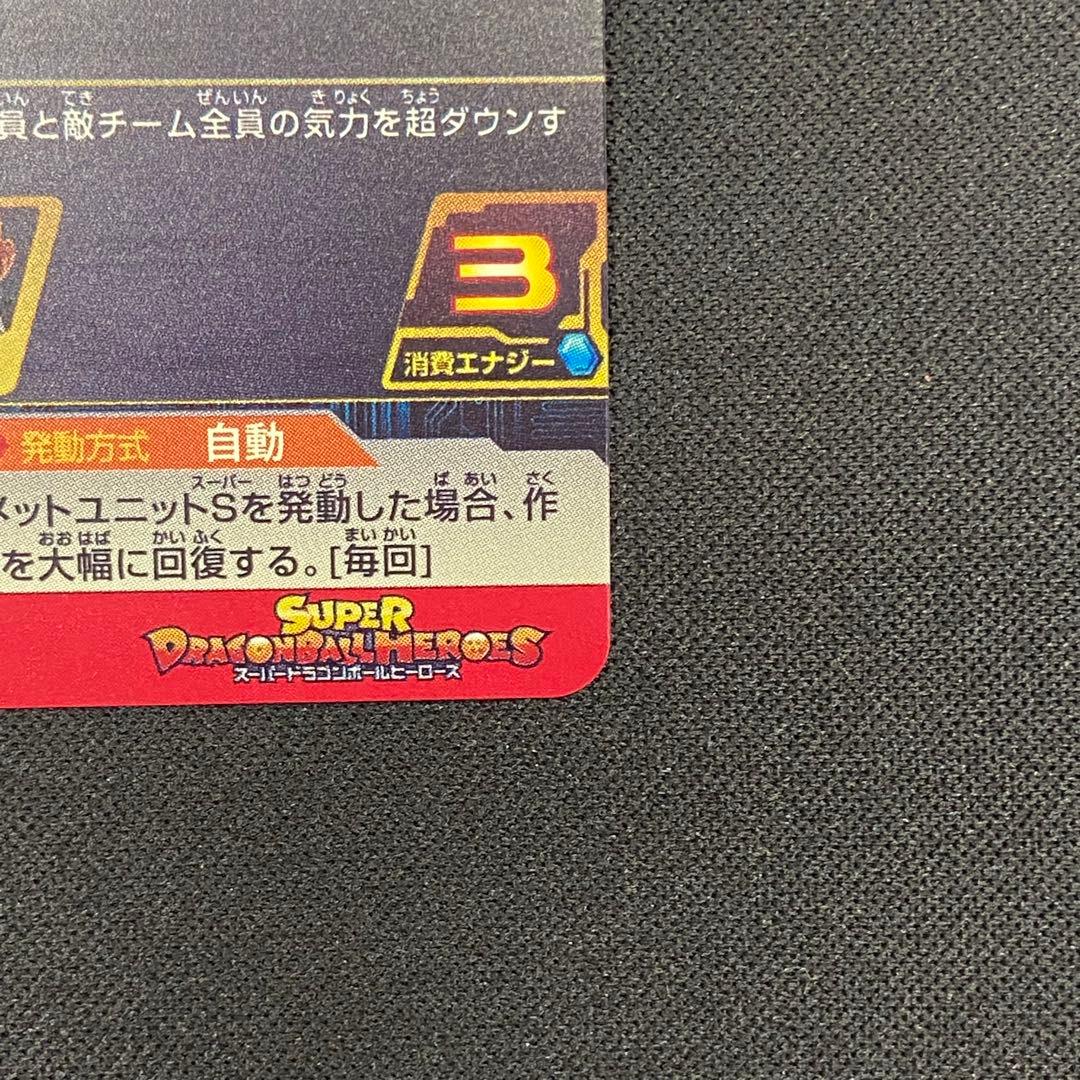 員と敵チーム全員の気力を超ダウンす
3
消費エナジー
発動方式 自動
メットユニットSを発動した場合、作
を大幅に回復する。[毎回]
SUPER
DRAGONBALL HEROES
スーパードラゴンボールヒーローズ